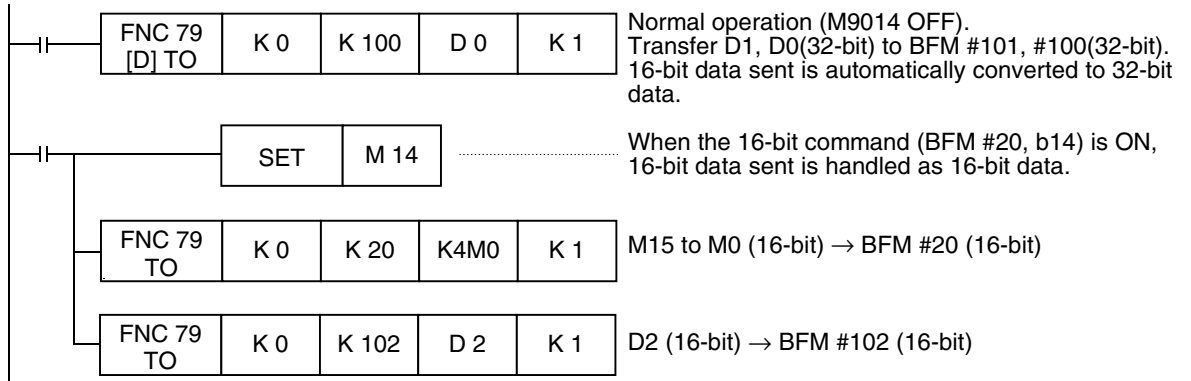 FNC 79 [D] TO K 0 K 100 D 0 K 1
Normal operation (M9014 OFF).
Transfer D1, D0(32-bit) to BFM #101, #100(32-bit).
16-bit data sent is automatically converted to 32-bit
data.
SET M 14
When the 16-bit command (BFM #20, b14) is ON,
16-bit data sent is handled as 16-bit data.
FNC 79 TO K 0 K 20 K4M0 K 1
M15 to M0 (16-bit) → BFM #20 (16-bit)
FNC 79 TO K 0 K 102 D 2 K 1
D2 (16-bit) → BFM #102 (16-bit)